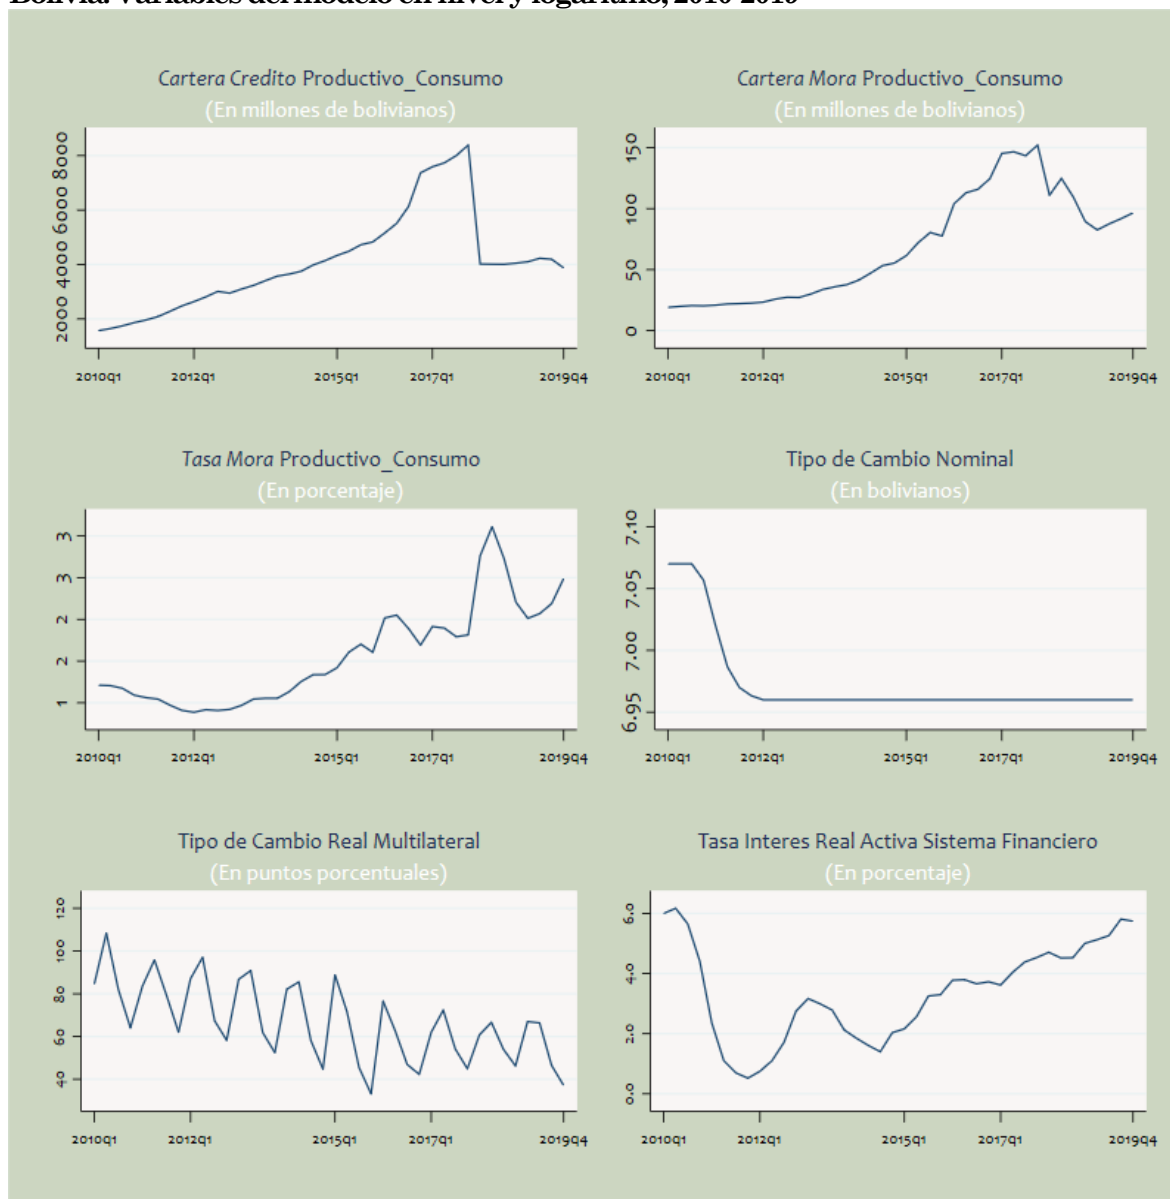 Bolivia: Variables del modelo en nivel y logaritmo, 2010-2019
Cartera Credito Productivo_Consumo
(En millones de bolivianos)
8000
6000
4000
2000
2010q1 2012q1 2015q1 2017q1 2019q4
Cartera Mora Productivo_Consumo
(En millones de bolivianos)
150
100
50
0
2010q1 2012q1 2015q1 2017q1 2019q4
Tasa Mora Productivo_Consumo
(En porcentaje)
3
3
2
2
1
2010q1 2012q1 2015q1 2017q1 2019q4
Tipo de Cambio Nominal
(En bolivianos)
7.10
7.05
7.00
6.95
2010q1 2012q1 2015q1 2017q1 2019q4
Tipo de Cambio Real Multilateral
(En puntos porcentuales)
120
100
80
60
40
2010q1 2012q1 2015q1 2017q1 2019q4
Tasa Interes Real Activa Sistema Financiero
(En porcentaje)
6.0
4.0
2.0
0.0
2010q1 2012q1 2015q1 2017q1 2019q4